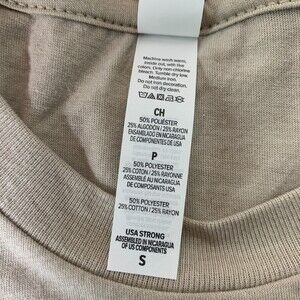 Machine wash warm,
inside out, with like
colors. Only non-chlorine
bleach. Tumble dry low.
Medium iron.
Do not iron decoration.
Do not dry clean.
CH
50% POLIÉSTER
25% ALGODÓN / 25% RAYON
ENSAMBLADO EN NICARAGUA
DE COMPONENTES DE USA
P
50% POLYESTER
25% COTON / 25% RAYONNE
ASSEMBLÉ AU NICARAGUA
DE COMPOSANTS USA
50% POLYESTER
25% COTTON / 25% RAYON
USA STRONG
ASSEMBLED IN NICARAGUA
OF US COMPONENTS
S